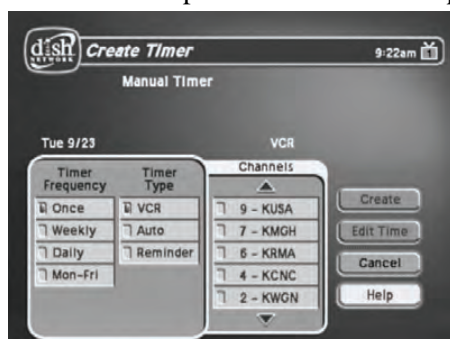 dish
NETWORK
Create Timer
9:22am
1
Manual Timer
Tue 9/23
VCR
Timer
Frequency
Once
Weekly
Daily
Mon-Fri
Timer
Type
VCR
Auto
Reminder
Channels
9 - KUSA
7 - KMGH
6 - KRMA
4 - KCNC
2 - KWGN
Create
Edit Time
Cancel
Help